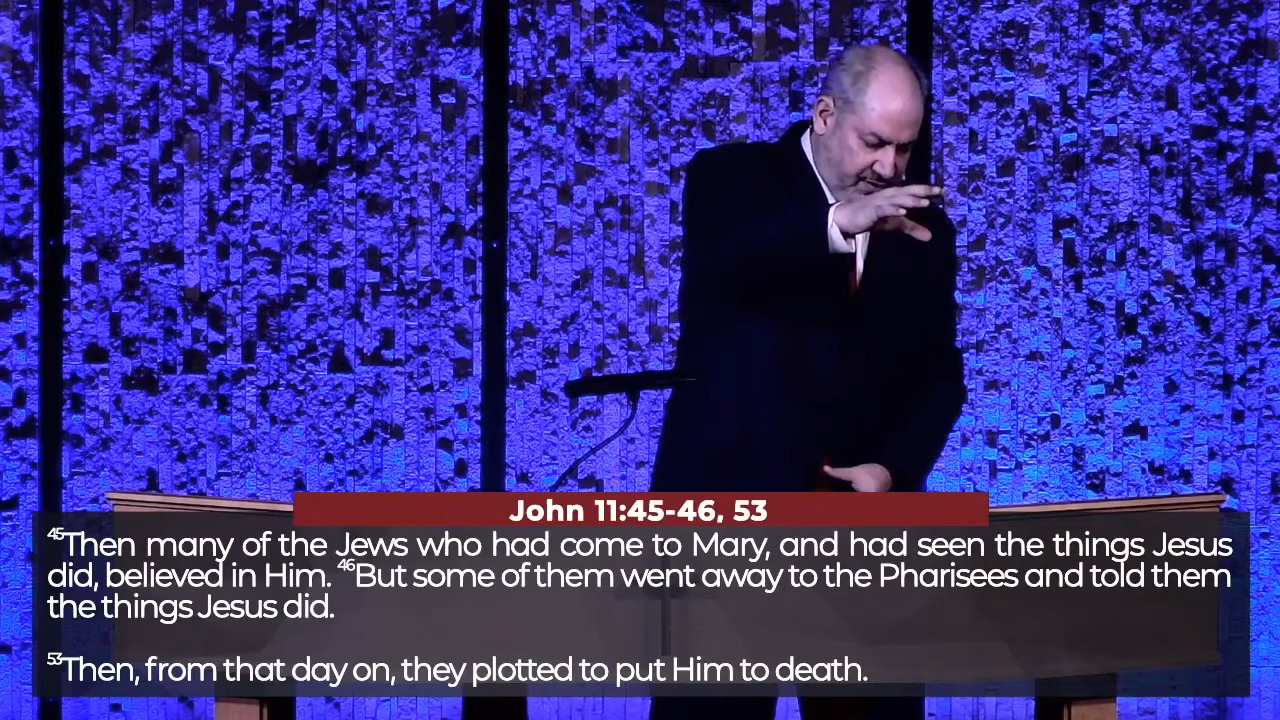 John 11:45-46, 53
45Then many of the Jews who had come to Mary, and had seen the things Jesus
did, believed in Him. 46But some of them went away to the Pharisees and told them
the things Jesus did.
53Then, from that day on, they plotted to put Him to death.